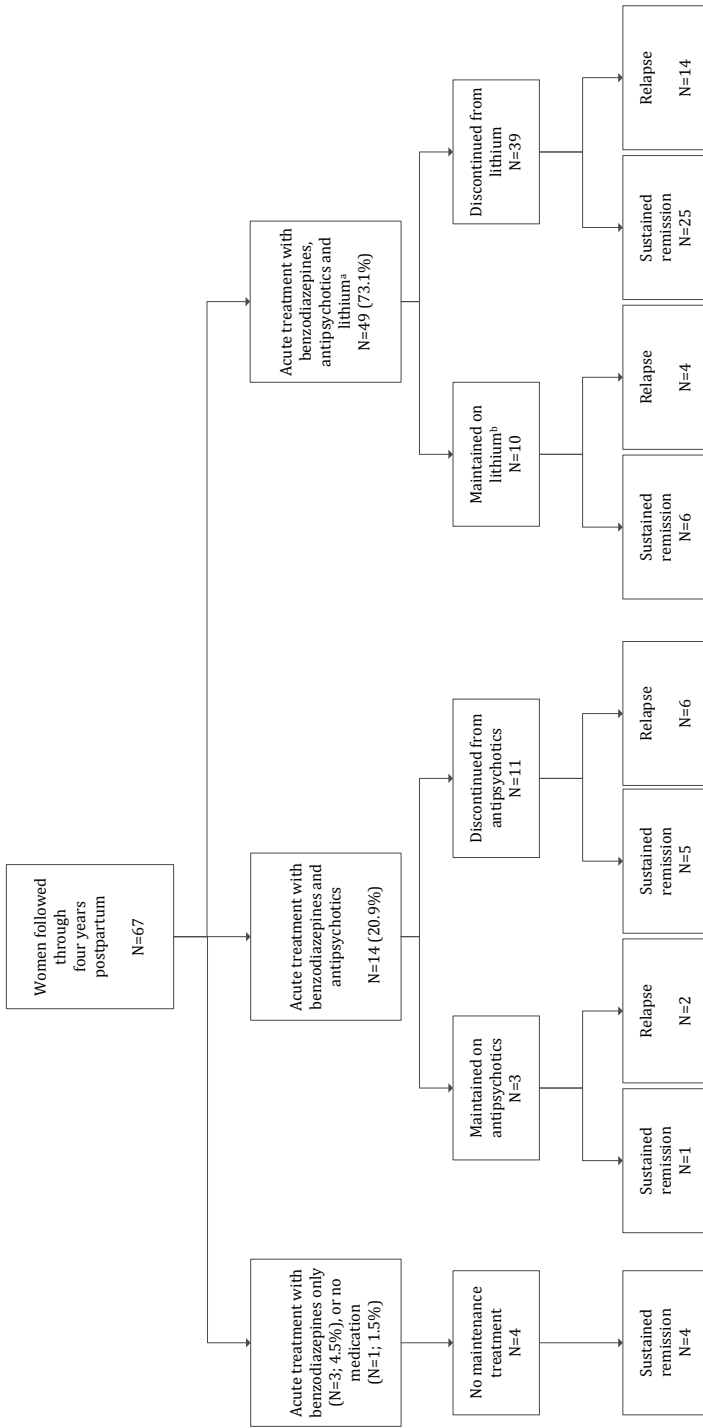 Women followed
through
four years
postpartum
N=67
Acute treatment with
benzodiazepines only
(N=3; 4.5%), or no
medication
(N=1; 1.5%)
Acute treatment with
benzodiazepines and
antipsychotics
N=14 (20.9%)
Acute treatment with
benzodiazepines,
antipsychotics and
lithiumᵃ
N=49 (73.1%)
No maintenance
treatment
N=4
Maintained on
antipsychotics
N=3
Discontinued from
antipsychotics
N=11
Maintained on
lithiumᵇ
N=10
Discontinued from
lithium
N=39
Sustained
remission
N=4
Sustained
remission
N=1
Relapse
N=2
Sustained
remission
N=5
Relapse
N=6
Sustained
remission
N=6
Relapse
N=4
Sustained
remission
N=25
Relapse
N=14